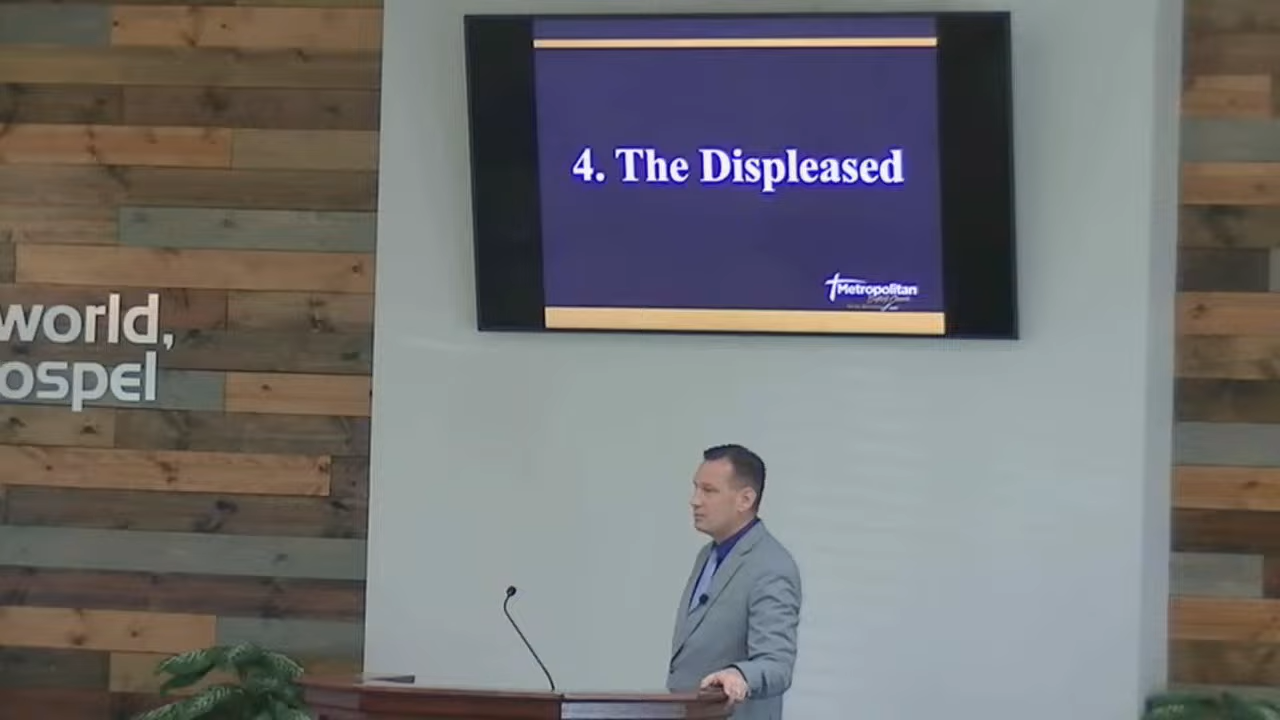 4. The Displeased
Metropolitan
world,
ospel